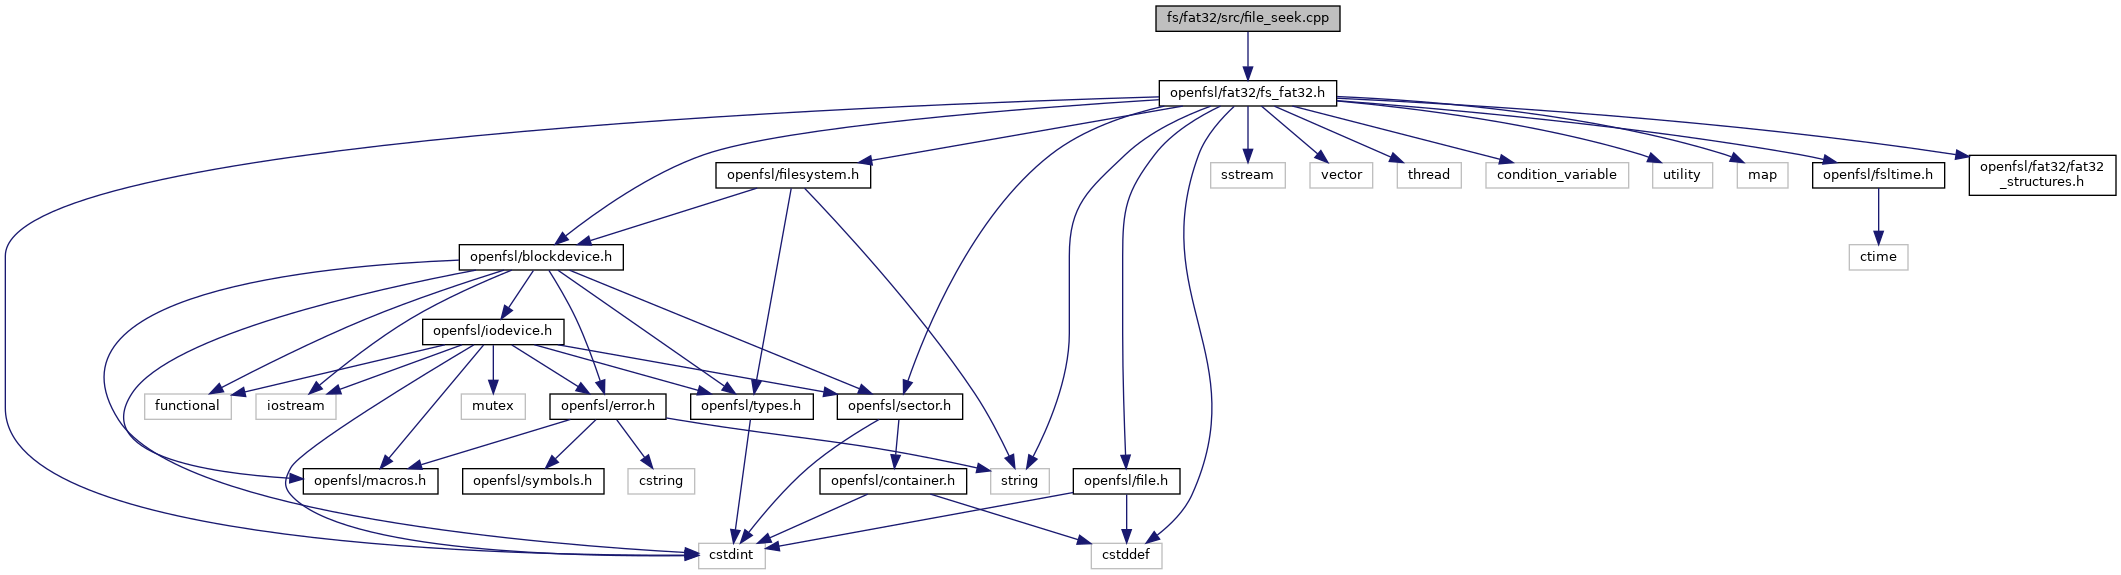 fs/fat32/src/file_seek.cpp
openfsl/fat32/fs_fat32.h
openfsl/filesystem.h
sstream
vector
thread
condition_variable
utility
map
openfsl/fsltime.h
openfsl/fat32/fat32
_structures.h
openfsl/blockdevice.h
ctime
openfsl/iodevice.h
functional
iostream
mutex
openfsl/error.h
openfsl/types.h
openfsl/sector.h
openfsl/macros.h
openfsl/symbols.h
cstring
openfsl/container.h
string
openfsl/file.h
cstdint
cstddef